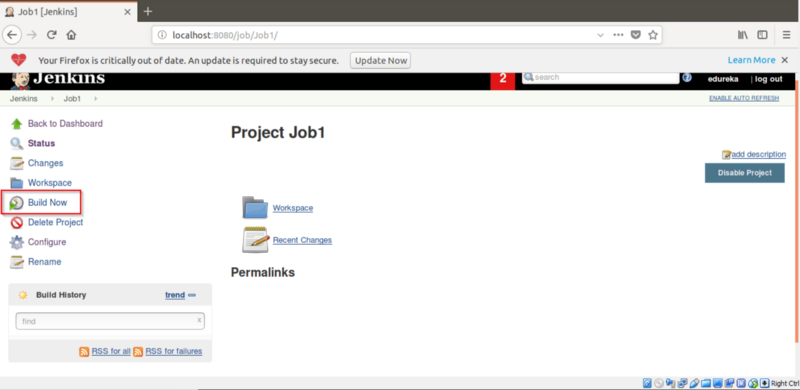 Job1 [Jenkins]
localhost:8080/job/Job1/
Your Firefox is critically out of date. An update is required to stay secure.
Update Now
Learn More
Jenkins
2
search
edureka
log out
Jenkins
Job1
ENABLE AUTO REFRESH
Back to Dashboard
Status
Changes
Workspace
Build Now
Delete Project
Configure
Rename
Build History
trend
find
x
RSS for all
RSS for failures
Project Job1
add description
Disable Project
Workspace
Recent Changes
Permalinks
Right Ctrl